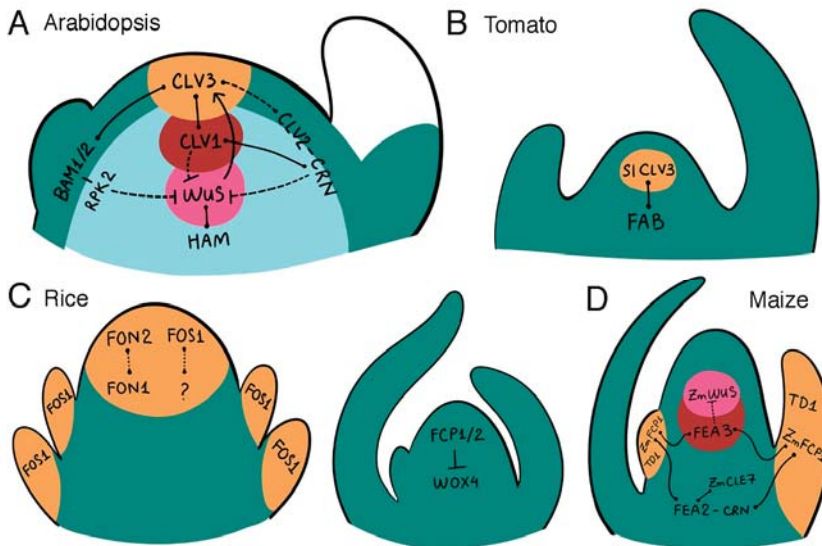 A Arabidopsis
CLV3
CLV1
CLV2-CRN
BAM1/2
RPK2
WUS
HAM
B Tomato
SlCLV3
FAB
C Rice
FON2 FOS1
FON1 ?
FOS1
FOS1
FOS1
FOS1
FCP1/2
WOX4
D Maize
ZmWUS
FEA3
ZmFCP1
TD1
TD1
ZmFCP1
ZmCLE7
FEA2-CRN